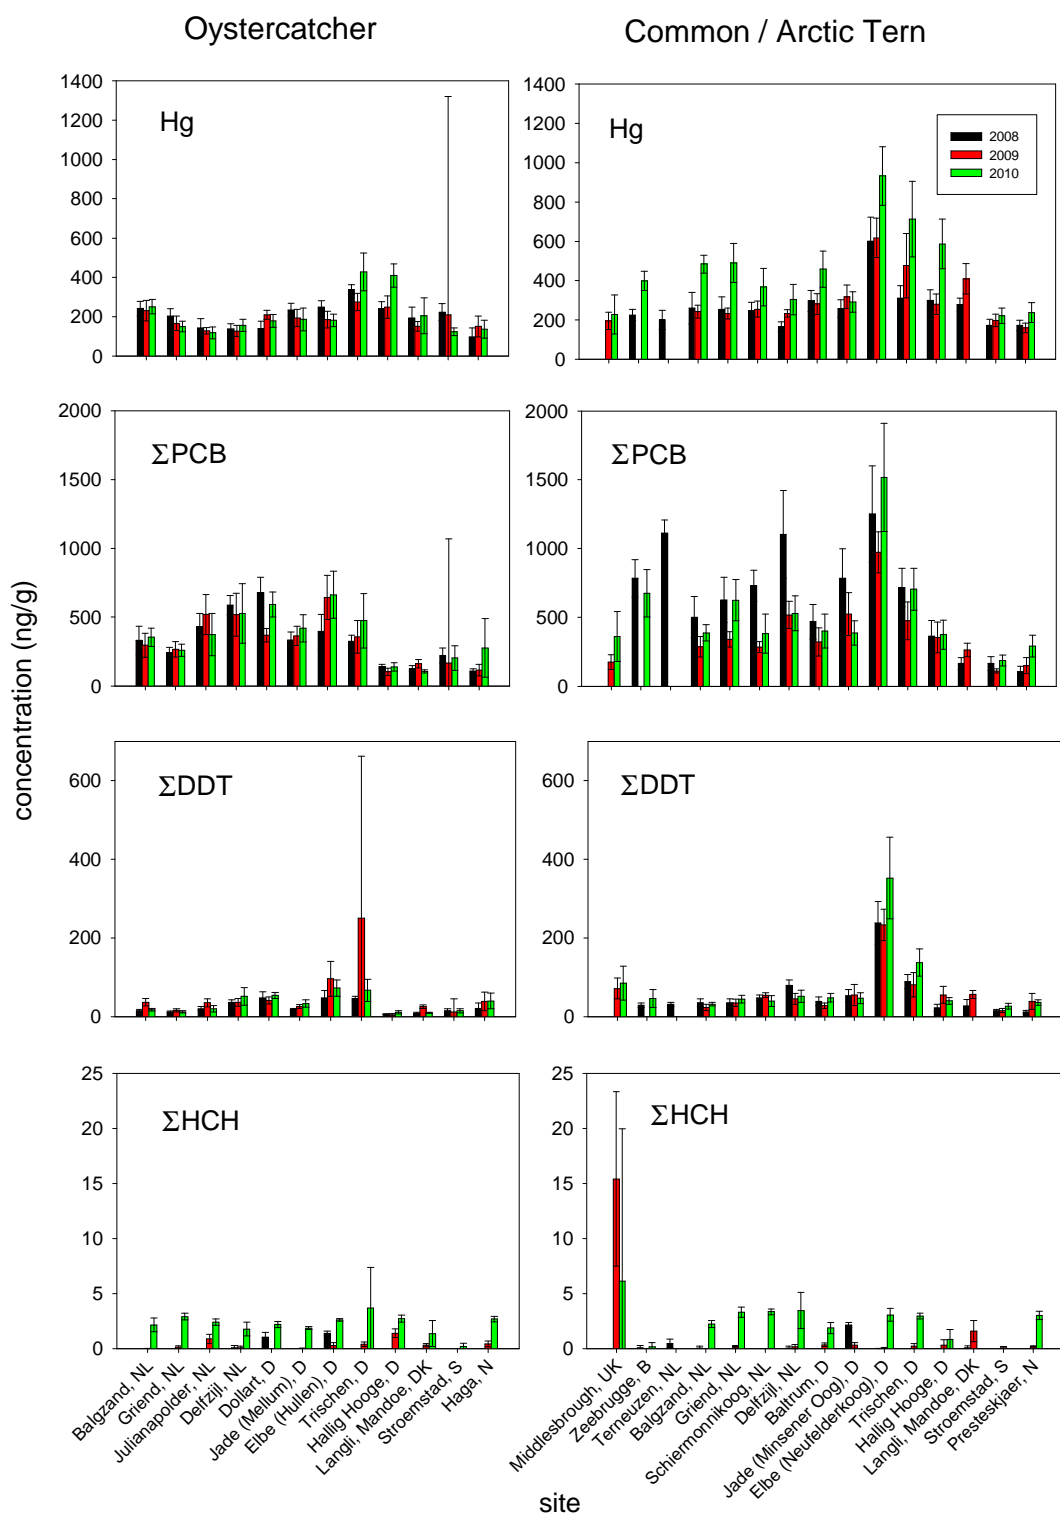 Oystercatcher
Common / Arctic Tern
Hg
1400
1200
1000
800
600
400
200
0
Hg
1400
1200
1000
800
600
400
200
0
2008
2009
2010
ΣPCB
2000
1500
1000
500
0
ΣPCB
2000
1500
1000
500
0
concentration (ng/g)
ΣDDT
600
400
200
0
ΣDDT
600
400
200
0
ΣHCH
25
20
15
10
5
0
ΣHCH
25
20
15
10
5
0
Balgzand, NL
Griend, NL
Julianapolder, NL
Delfzijl, NL
Dollart, D
Jade (Mellum), D
Elbe (Hullen), D
Trischen, D
Hallig Hooge, D
Langli, Mandoe, DK
Stroemstad, S
Haga, N
Middlesbrough, UK
Zeebrugge, B
Terneuzen, NL
Balgzand, NL
Griend, NL
Schiermonnikoog, NL
Delfzijl, NL
Baltrum, D
Jade (Minsener Oog), D
Elbe (Neufelderkoog), D
Trischen, D
Hallig Hooge, D
Langli, Mandoe, DK
Stroemstad, S
Presteskjaer, N
site